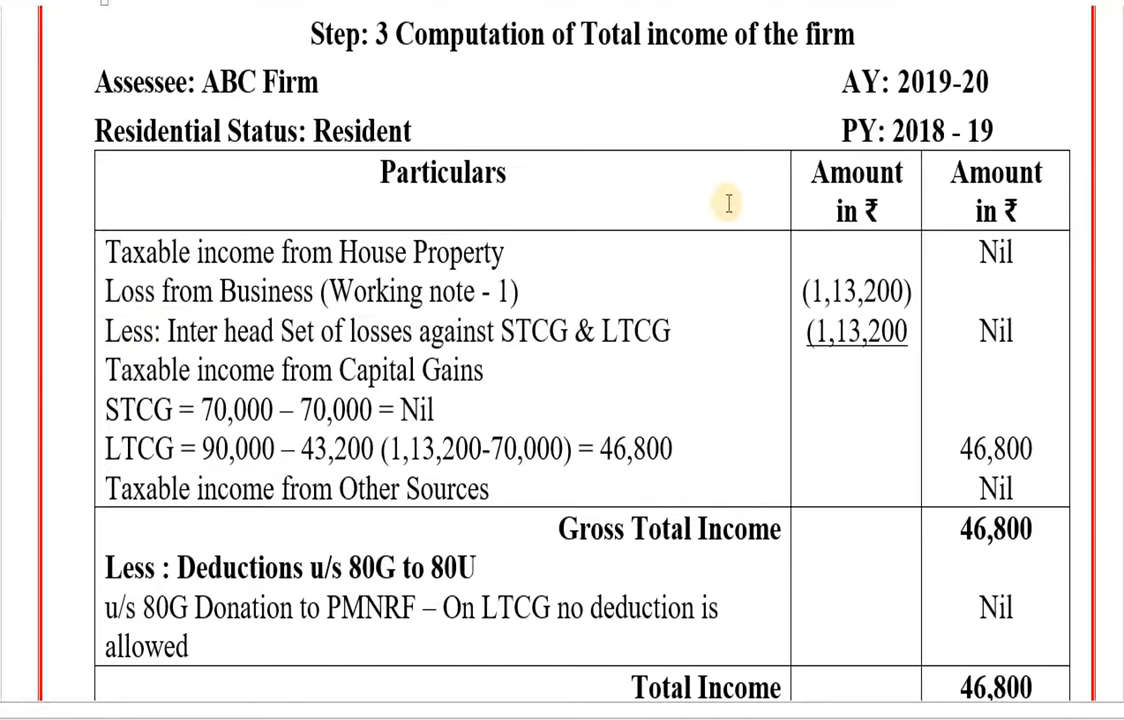 Step: 3 Computation of Total income of the firm
Assessee: ABC Firm AY: 2019-20
Residential Status: Resident PY: 2018 - 19
Particulars Amount in ₹ Amount in ₹
Taxable income from House Property Nil
Loss from Business (Working note - 1) (1,13,200)
Less: Inter head Set of losses against STCG & LTCG (1,13,200 Nil
Taxable income from Capital Gains
STCG = 70,000 – 70,000 = Nil
LTCG = 90,000 – 43,200 (1,13,200-70,000) = 46,800 46,800
Taxable income from Other Sources Nil
Gross Total Income 46,800
Less : Deductions u/s 80G to 80U
u/s 80G Donation to PMNRF – On LTCG no deduction is Nil
allowed
Total Income 46,800